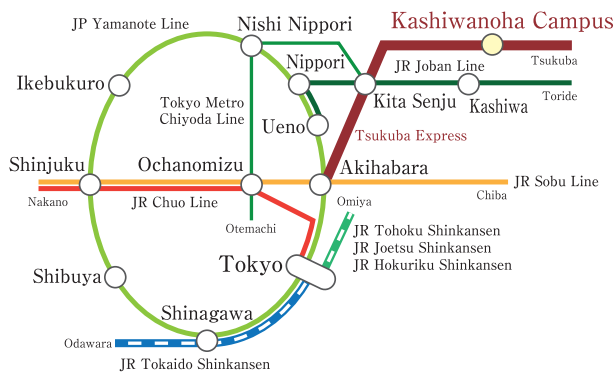 Kashiwanoha Campus
JP Yamanote Line
Nishi Nippori
Tsukuba
Nippori
JR Joban Line
Ikebukuro
Tokyo Metro
Chiyoda Line
Kita Senju
Kashiwa
Toride
Ueno
Tsukuba Express
Shinjuku
Ochanomizu
Akihabara
JR Sobu Line
Nakano
JR Chuo Line
Omiya
Chiba
Otemachi
JR Tohoku Shinkansen
JR Joetsu Shinkansen
JR Hokuriku Shinkansen
Tokyo
Shibuya
Shinagawa
Odawara
JR Tokaido Shinkansen